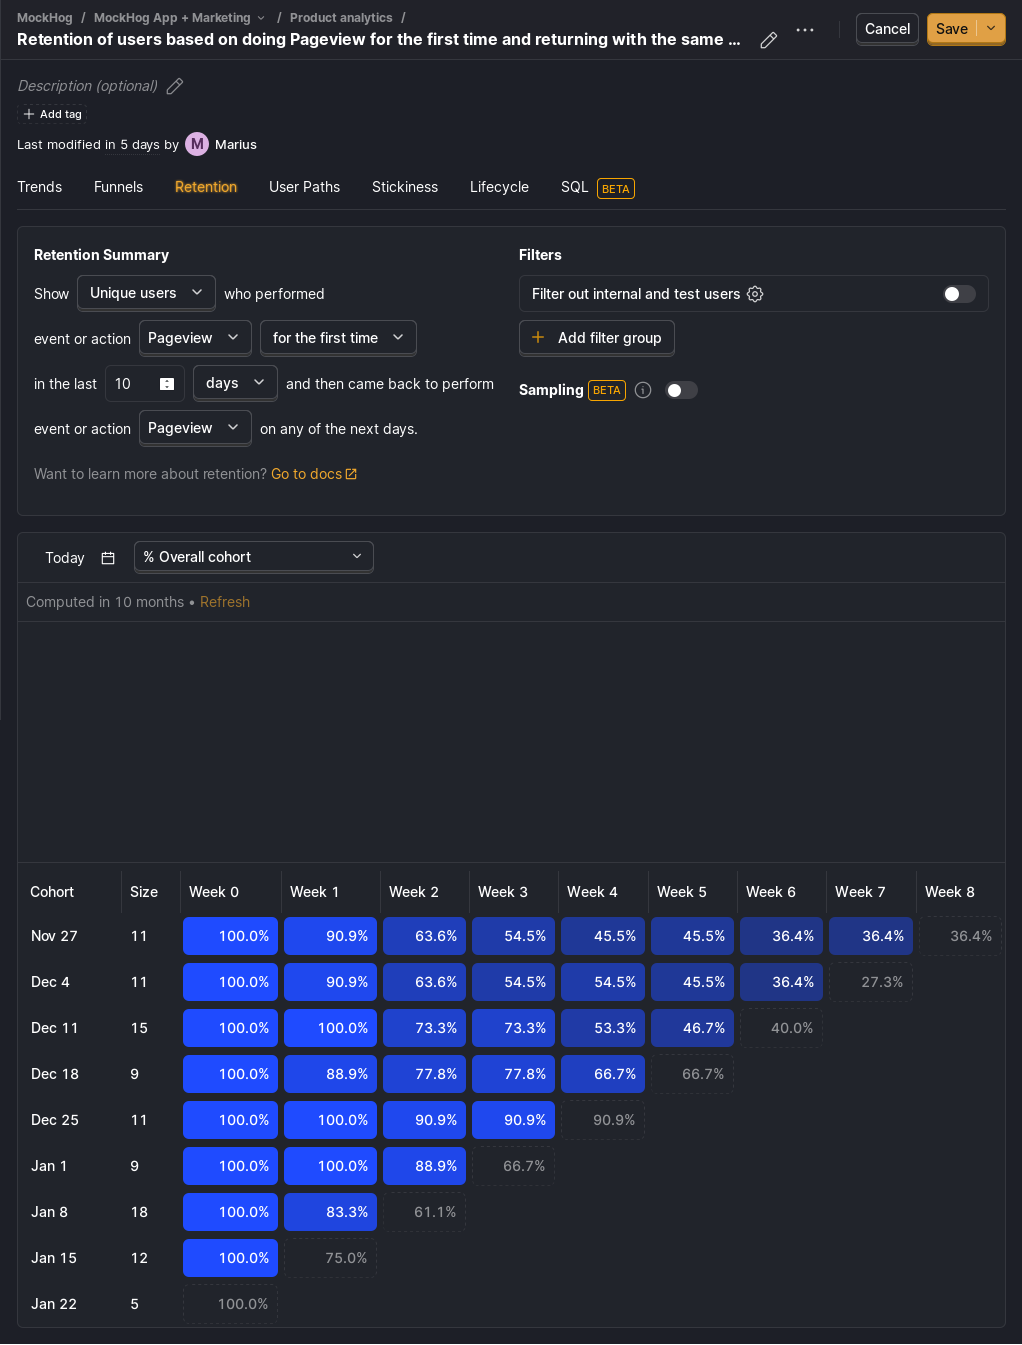 MockHog / MockHog App + Marketing / Product analytics /
Retention of users based on doing Pageview for the first time and returning with the same ...
Cancel
Save
Description (optional)
Add tag
Last modified in 5 days by M Marius
Trends Funnels Retention User Paths Stickiness Lifecycle SQL BETA
Retention Summary
Show Unique users who performed
event or action Pageview for the first time
in the last 10 days and then came back to perform
event or action Pageview on any of the next days.
Want to learn more about retention? Go to docs
Filters
Filter out internal and test users
Add filter group
Sampling BETA
Today % Overall cohort
Computed in 10 months • Refresh
Cohort Size Week 0 Week 1 Week 2 Week 3 Week 4 Week 5 Week 6 Week 7 Week 8
Nov 27 11 100.0% 90.9% 63.6% 54.5% 45.5% 45.5% 36.4% 36.4% 36.4%
Dec 4 11 100.0% 90.9% 63.6% 54.5% 54.5% 45.5% 36.4% 27.3%
Dec 11 15 100.0% 100.0% 73.3% 73.3% 53.3% 46.7% 40.0%
Dec 18 9 100.0% 88.9% 77.8% 77.8% 66.7% 66.7%
Dec 25 11 100.0% 100.0% 90.9% 90.9% 90.9%
Jan 1 9 100.0% 100.0% 88.9% 66.7%
Jan 8 18 100.0% 83.3% 61.1%
Jan 15 12 100.0% 75.0%
Jan 22 5 100.0%